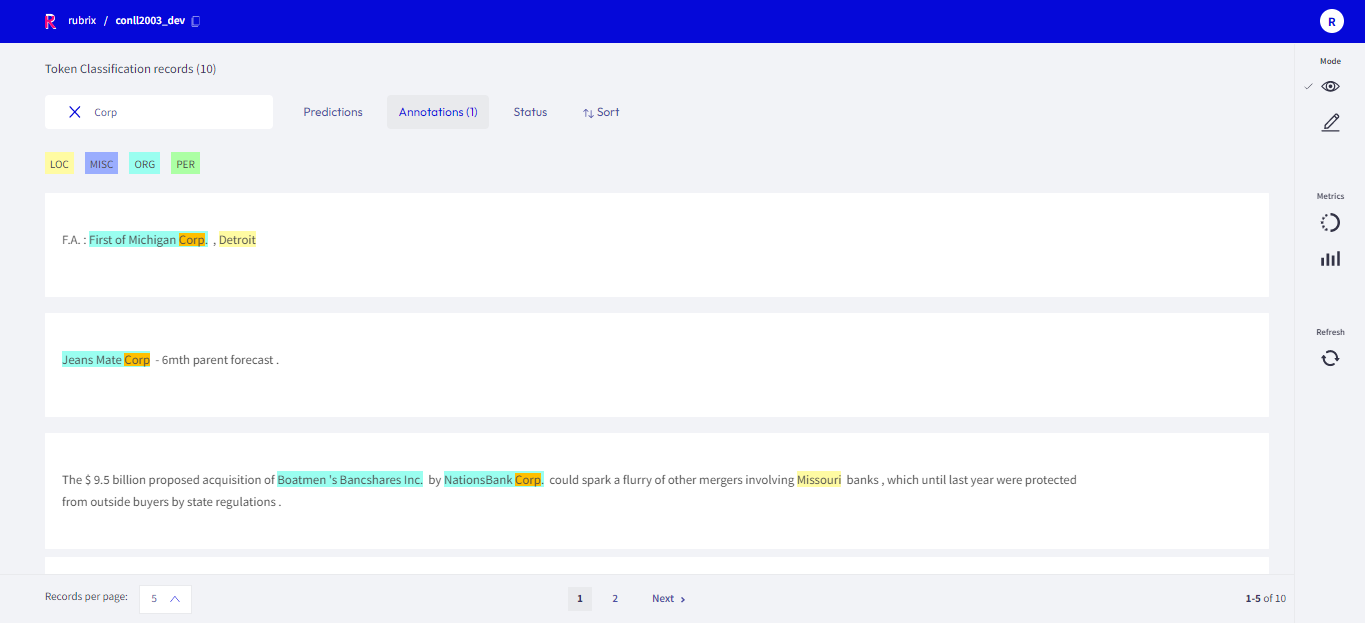 R rubrix / conll2003_dev R
Mode
Token Classification records (10)
Corp Predictions Annotations (1) Status Sort
LOC MISC ORG PER
Metrics
F.A. : First of Michigan Corp. , Detroit
Refresh
Jeans Mate Corp - 6mth parent forecast .
The $ 9.5 billion proposed acquisition of Boatmen 's Bancshares Inc. by NationsBank Corp. could spark a flurry of other mergers involving Missouri banks , which until last year were protected
from outside buyers by state regulations .
Records per page: 5 1 2 Next 1-5 of 10